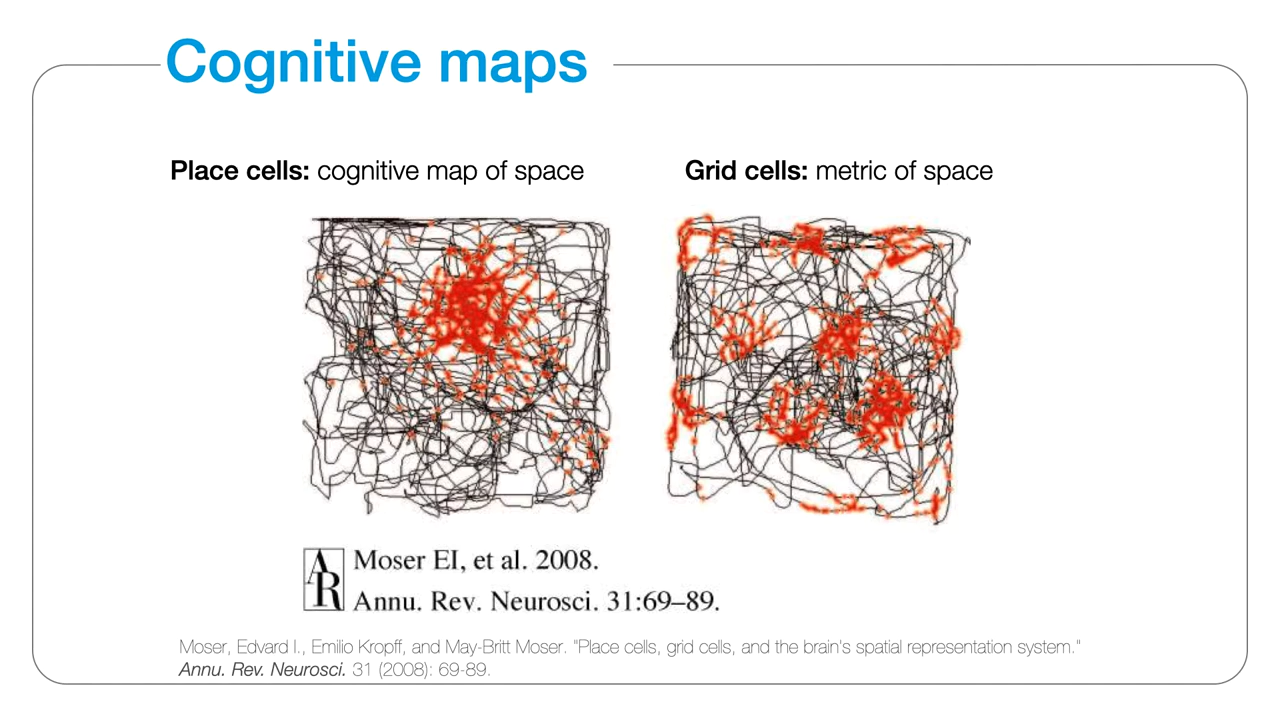 Cognitive maps
Place cells: cognitive map of space
Grid cells: metric of space
AR
Moser EI, et al. 2008.
Annu. Rev. Neurosci. 31:69–89.
Moser, Edvard I., Emilio Kropff, and May-Britt Moser. "Place cells, grid cells, and the brain's spatial representation system."
Annu. Rev. Neurosci. 31 (2008): 69-89.